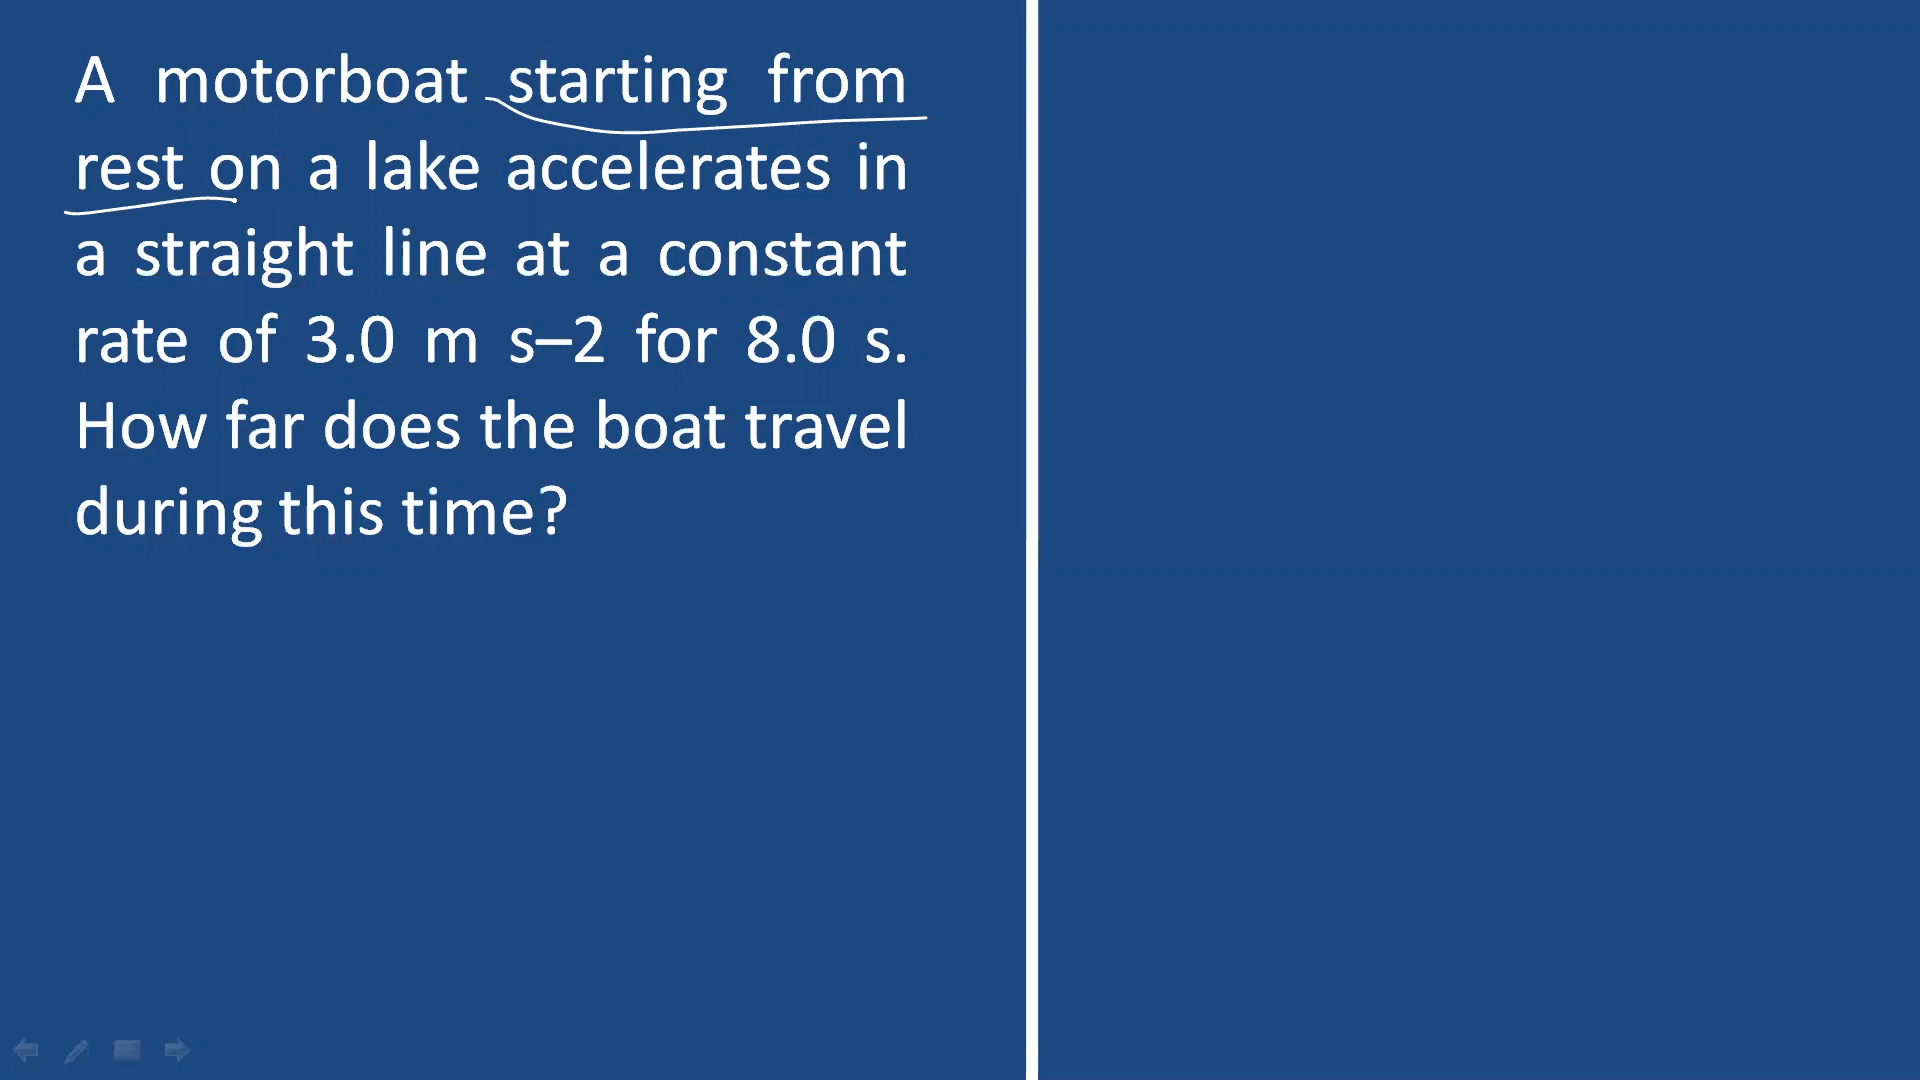 A motorboat starting from
rest on a lake accelerates in
a straight line at a constant
rate of 3.0 m s–2 for 8.0 s.
How far does the boat travel
during this time?